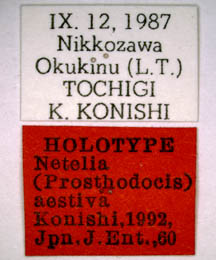 IX. 12, 1987
Nikkozawa
Okukinu (L.T.)
TOCHIGI
K. KONISHI
HOLOTYPE
Netelia
(Prosthodocis)
aestiva
Konishi,1992,
Jpn.J.Ent.,60